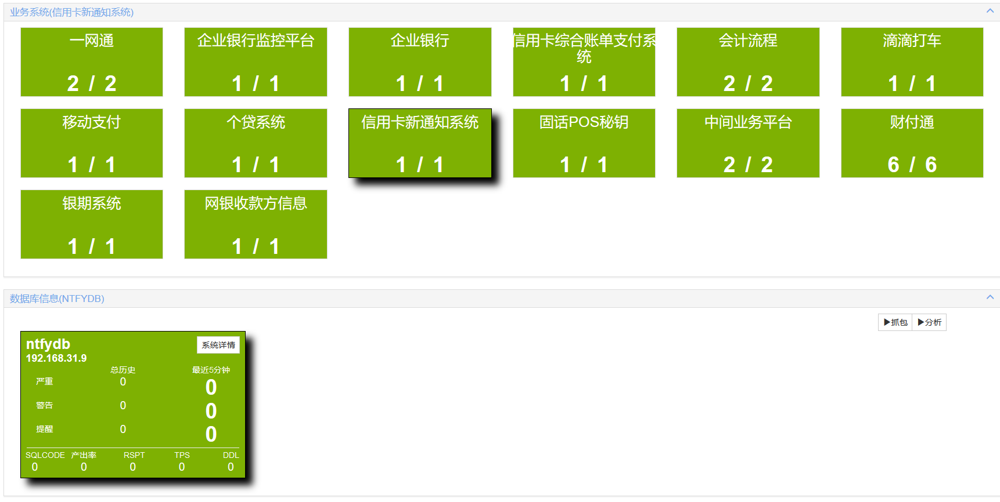 业务系统(信用卡新通知系统)
一网通
企业银行监控平台
企业银行
信用卡综合账单支付系
统
会计流程
滴滴打车
2 / 2
1 / 1
1 / 1
1 / 1
2 / 2
1 / 1
移动支付
个贷系统
信用卡新通知系统
固话POS秘钥
中间业务平台
财付通
1 / 1
1 / 1
1 / 1
1 / 1
2 / 2
6 / 6
银期系统
网银收款方信息
1 / 1
1 / 1
数据库信息(NTFYDB)
▶抓包
▶分析
ntfydb
系统详情
192.168.31.9
总历史
最近5分钟
严重
0
0
警告
0
0
提醒
0
0
SQLCODE
产出率
RSPT
TPS
DDL
0
0
0
0
0